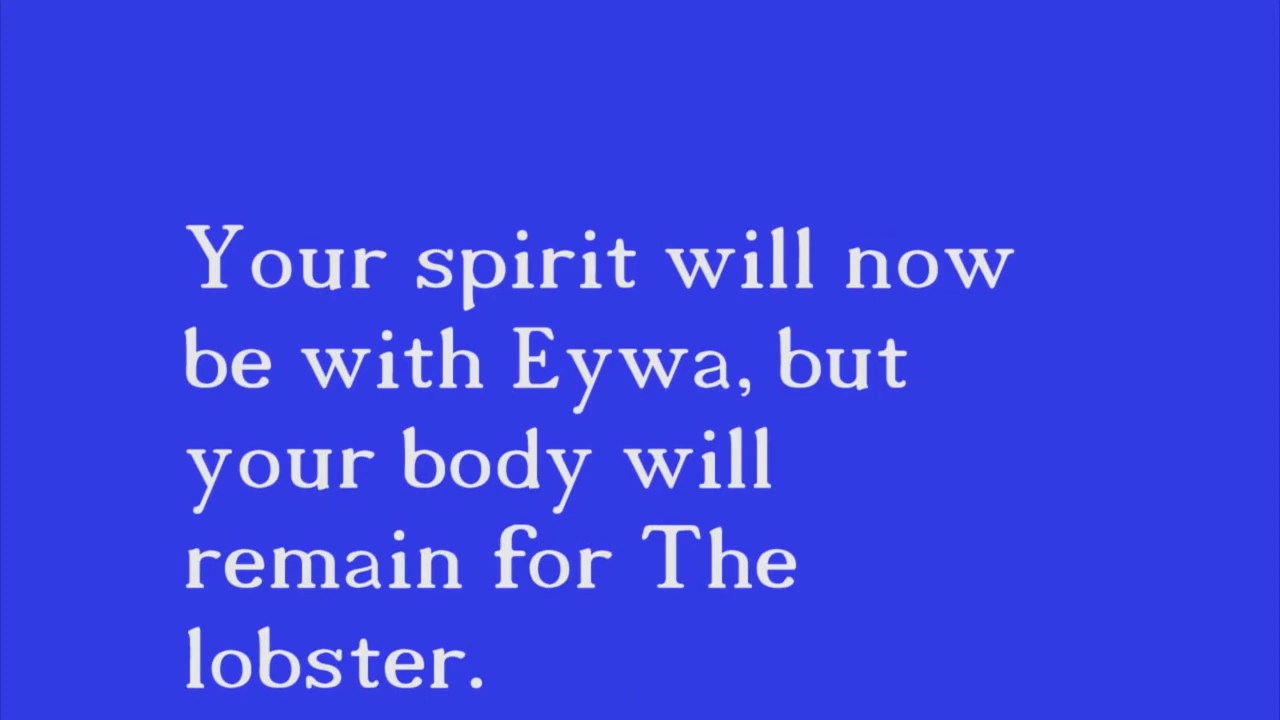 Your spirit will now
be with Eywa, but
your body will
remain for The
lobster.